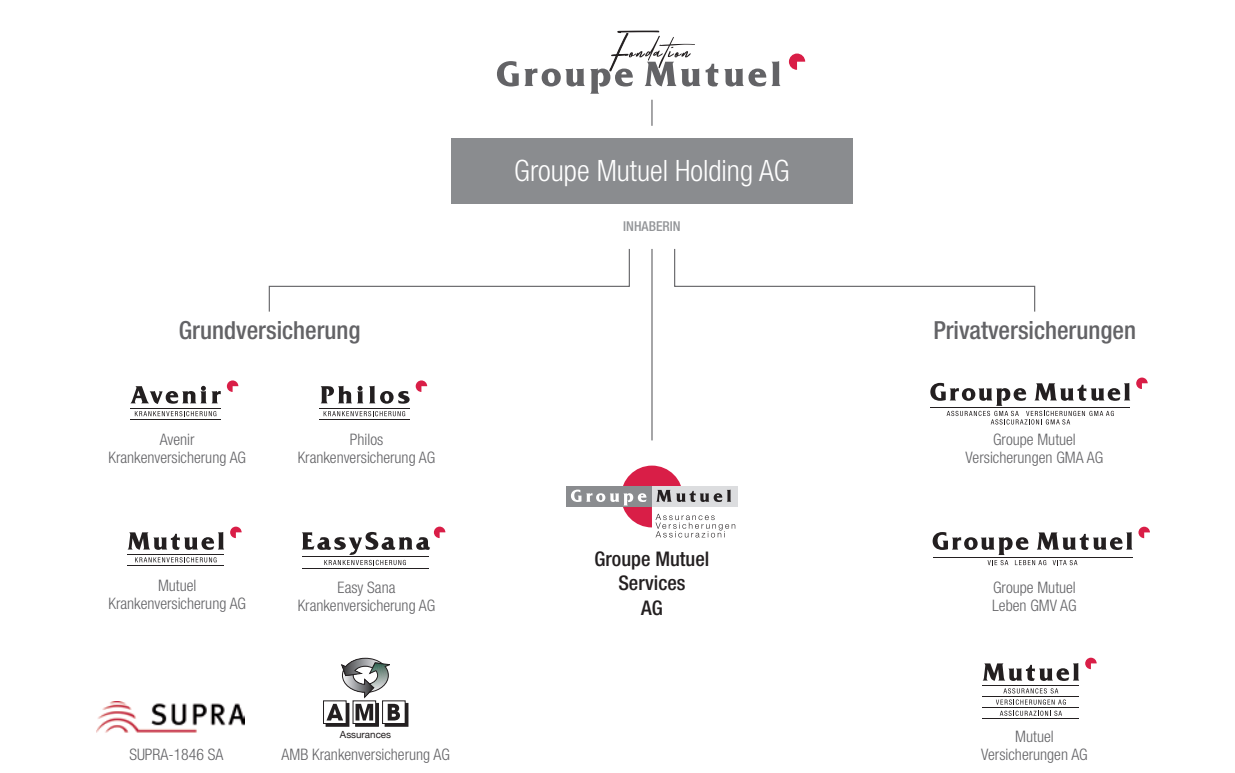 Fondation
Groupe Mutuel
Groupe Mutuel Holding AG
INHABERIN
Grundversicherung
Avenir
KRANKENVERSICHERUNG
Avenir
Krankenversicherung AG
Philos
KRANKENVERSICHERUNG
Philos
Krankenversicherung AG
Mutuel
KRANKENVERSICHERUNG
Mutuel
Krankenversicherung AG
EasySana
KRANKENVERSICHERUNG
Easy Sana
Krankenversicherung AG
SUPRA
SUPRA-1846 SA
AMB
Assurances
AMB Krankenversicherung AG
Groupe Mutuel
Assurances
Versicherungen
Assicurazioni
Groupe Mutuel
Services
AG
Privatversicherungen
Groupe Mutuel
ASSURANCES GMA SA VERSICHERUNGEN GMA AG
ASSICURAZIONI GMA SA
Groupe Mutuel
Versicherungen GMA AG
Groupe Mutuel
VIE SA LEBEN AG VITA SA
Groupe Mutuel
Leben GMV AG
Mutuel
ASSURANCES SA
VERSICHERUNGEN AG
ASSICURAZIONI SA
Mutuel
Versicherungen AG